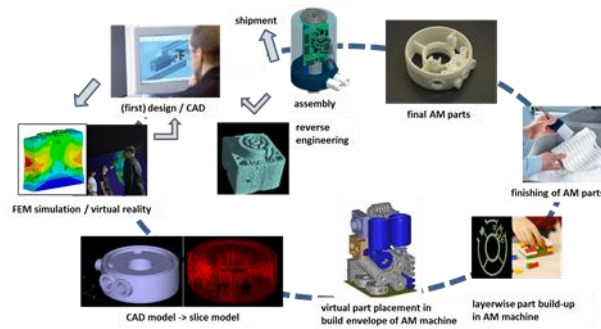 shipment
(first) design / CAD
assembly
final AM parts
reverse
engineering
finishing of AM parts
FEM simulation / virtual reality
CAD model -> slice model
virtual part placement in
build envelope of AM machine
layerwise part build-up
in AM machine